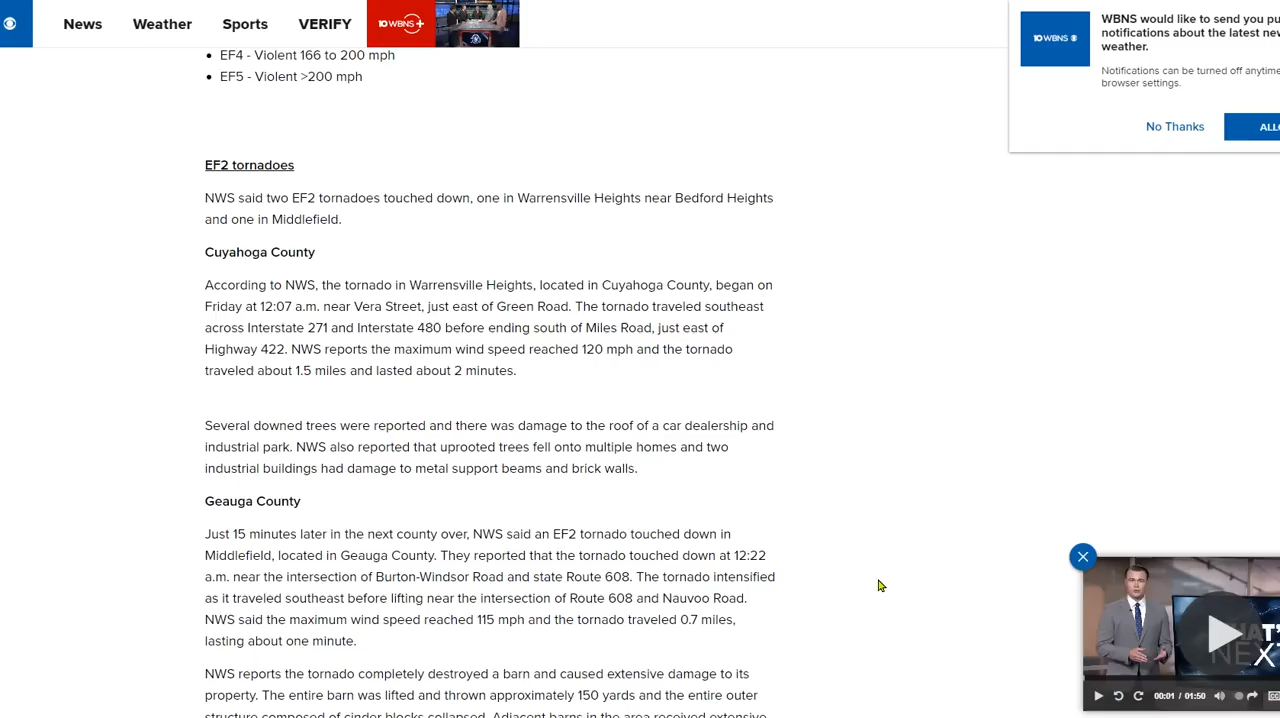 News
Weather
Sports
VERIFY
10WBNS+
WBNS would like to send you pu
notifications about the latest new
weather.
Notifications can be turned off anytime
browser settings.
10WBNS
No Thanks
ALLO
• EF4 - Violent 166 to 200 mph
• EF5 - Violent >200 mph
EF2 tornadoes
NWS said two EF2 tornadoes touched down, one in Warrensville Heights near Bedford Heights
and one in Middlefield.
Cuyahoga County
According to NWS, the tornado in Warrensville Heights, located in Cuyahoga County, began on
Friday at 12:07 a.m. near Vera Street, just east of Green Road. The tornado traveled southeast
across Interstate 271 and Interstate 480 before ending south of Miles Road, just east of
Highway 422. NWS reports the maximum wind speed reached 120 mph and the tornado
traveled about 1.5 miles and lasted about 2 minutes.
Several downed trees were reported and there was damage to the roof of a car dealership and
industrial park. NWS also reported that uprooted trees fell onto multiple homes and two
industrial buildings had damage to metal support beams and brick walls.
Geauga County
Just 15 minutes later in the next county over, NWS said an EF2 tornado touched down in
Middlefield, located in Geauga County. They reported that the tornado touched down at 12:22
a.m. near the intersection of Burton-Windsor Road and state Route 608. The tornado intensified
as it traveled southeast before lifting near the intersection of Route 608 and Nauvoo Road.
NWS said the maximum wind speed reached 115 mph and the tornado traveled 0.7 miles,
lasting about one minute.
NWS reports the tornado completely destroyed a barn and caused extensive damage to its
property. The entire barn was lifted and thrown approximately 150 yards and the entire outer
structure composed of cinder blocks collapsed. Adjacent barns in the area received extensive
NEXT
00:01 / 01:50